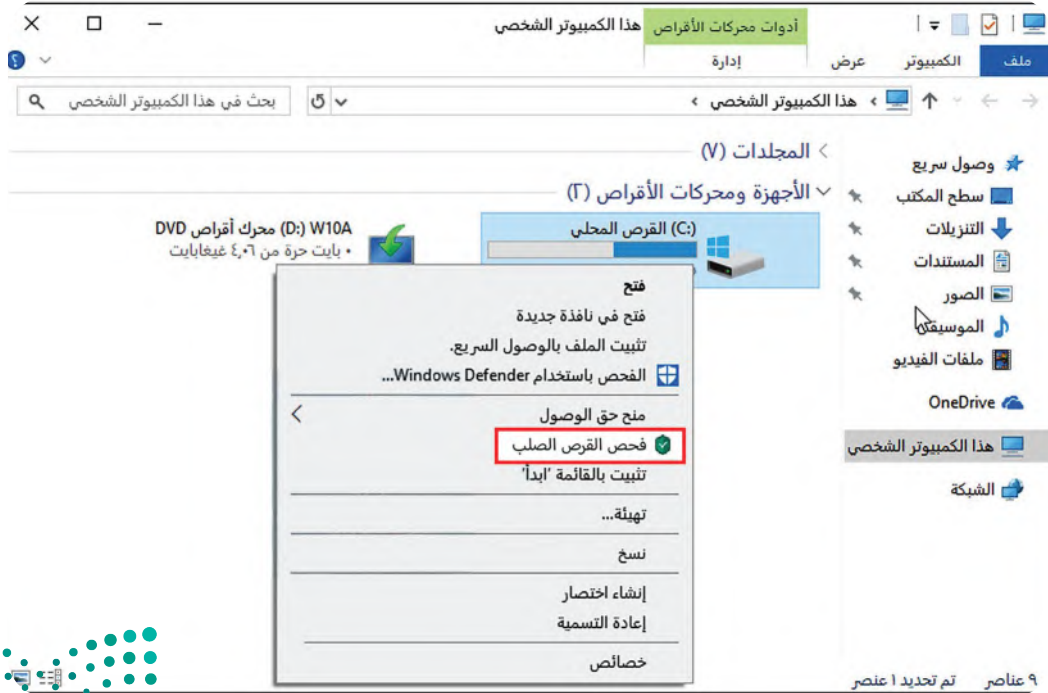 هذا الكمبيوتر الشخصي
أدوات محركات الأقراص
ملف
الكمبيوتر
عرض
إدارة
هذا الكمبيوتر الشخصي
بحث في هذا الكمبيوتر الشخصي
وصول سريع
سطح المكتب
التنزيلات
المستندات
الصور
الموسيقى
ملفات الفيديو
OneDrive
هذا الكمبيوتر الشخصي
الشبكة
المجلدات (٧)
الأجهزة ومحركات الأقراص (٢)
القرص المحلي (C:)
محرك أقراص DVD (D:) W10A
٠ بايت حرة من ٤,٠٦ غيغابايت
فتح
فتح في نافذة جديدة
تثبيت الملف بالوصول السريع.
الفحص باستخدام Windows Defender...
منح حق الوصول
فحص القرص الصلب
تثبيت بالقائمة 'ابدأ'
تهيئة...
نسخ
إنشاء اختصار
إعادة التسمية
خصائص
٩ عناصر
تم تحديد ١ عنصر